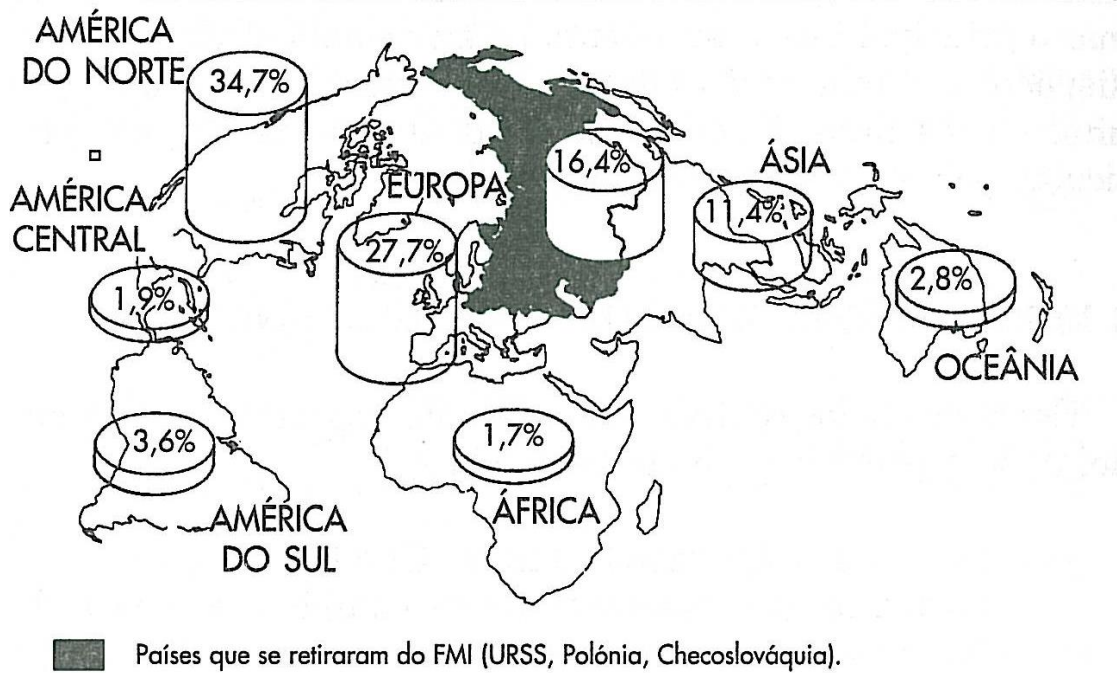 AMÉRICA
DO NORTE
34,7%
AMÉRICA
CENTRAL
1,9%
EUROPA
27,7%
16,4%
ÁSIA
11,4%
2,8%
OCEÂNIA
3,6%
AMÉRICA
DO SUL
1,7%
ÁFRICA
Países que se retiraram do FMI (URSS, Polónia, Checoslováquia).